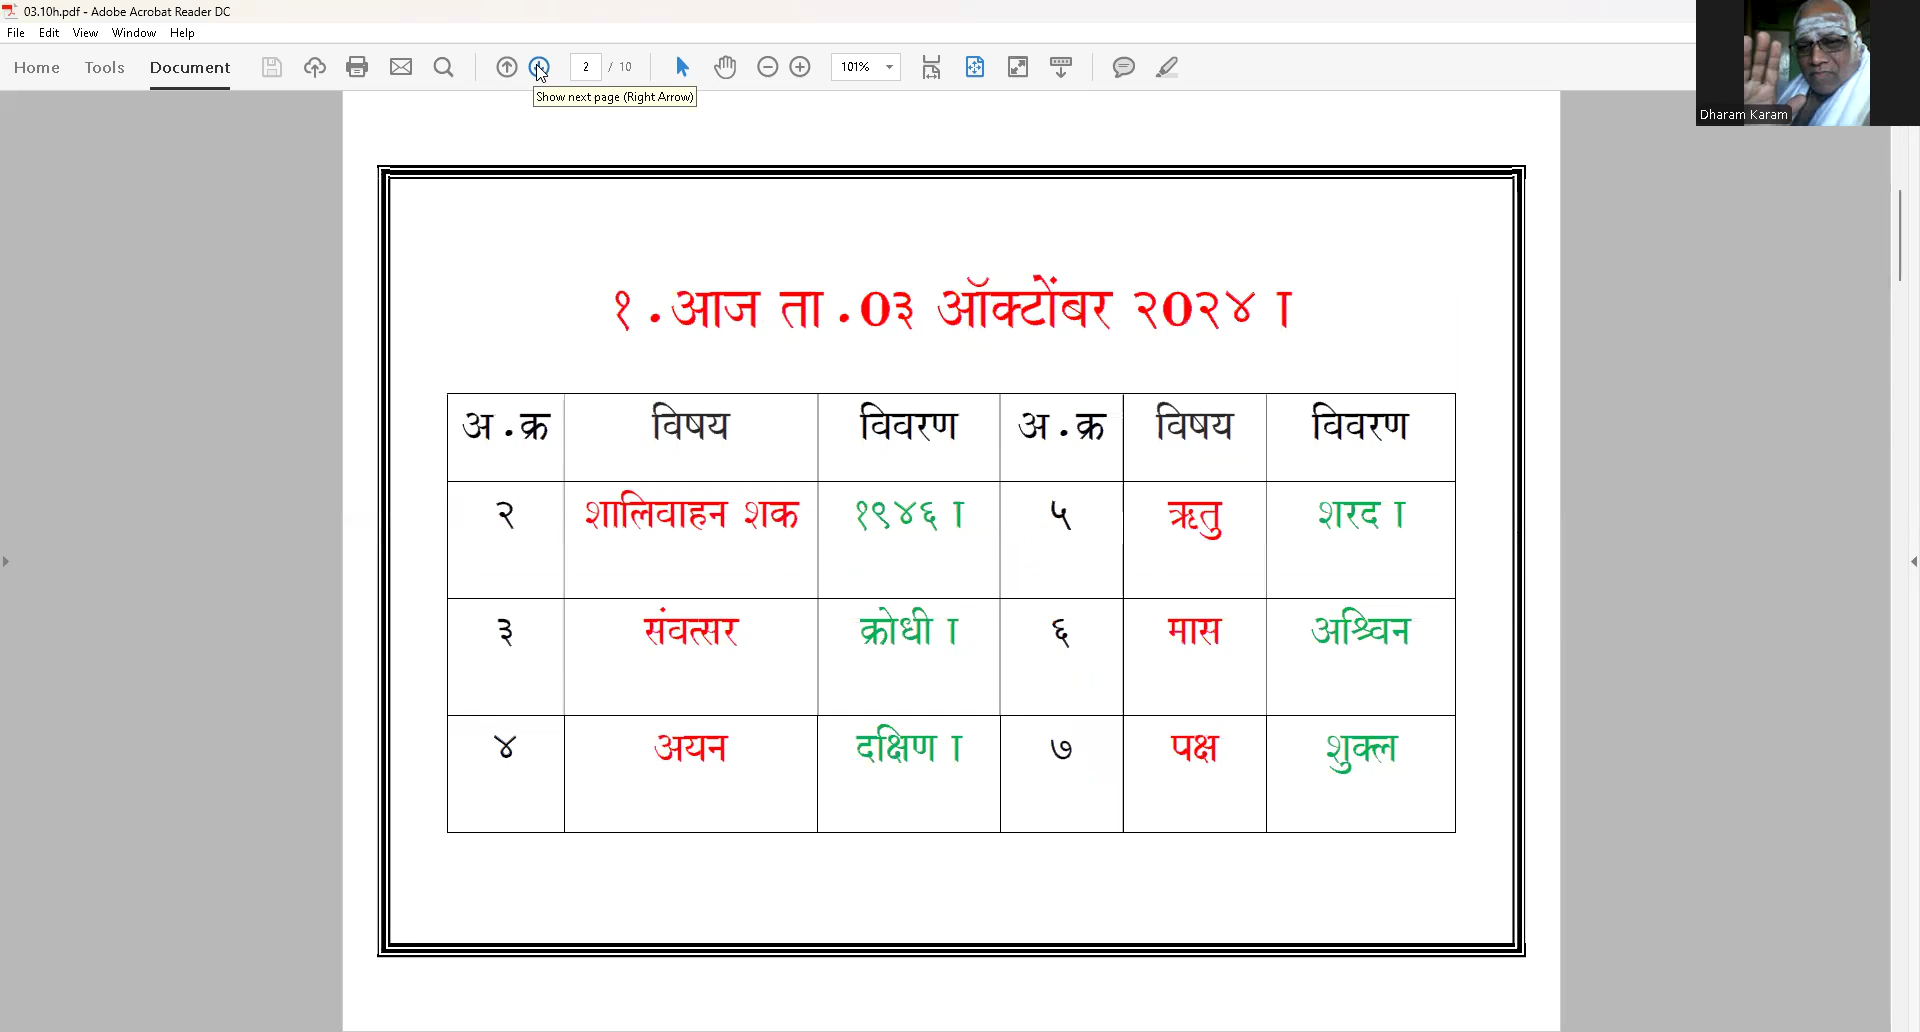 03.10h.pdf - Adobe Acrobat Reader DC
File Edit View Window Help
Home Tools Document 2 / 10 101%
Show next page (Right Arrow)
Dharam Karam
१.आज ता.0३ ऑक्टोंबर २0२४ ा
अ.क्र विषय विवरण अ.क्र विषय विवरण
२ शालिवाहन शक १९४६ ा ५ ऋतु शरद ा
३ संवत्सर क्रोधी ा ६ मास अश्विन
४ अयन दक्षिण ा ७ पक्ष शुक्ल